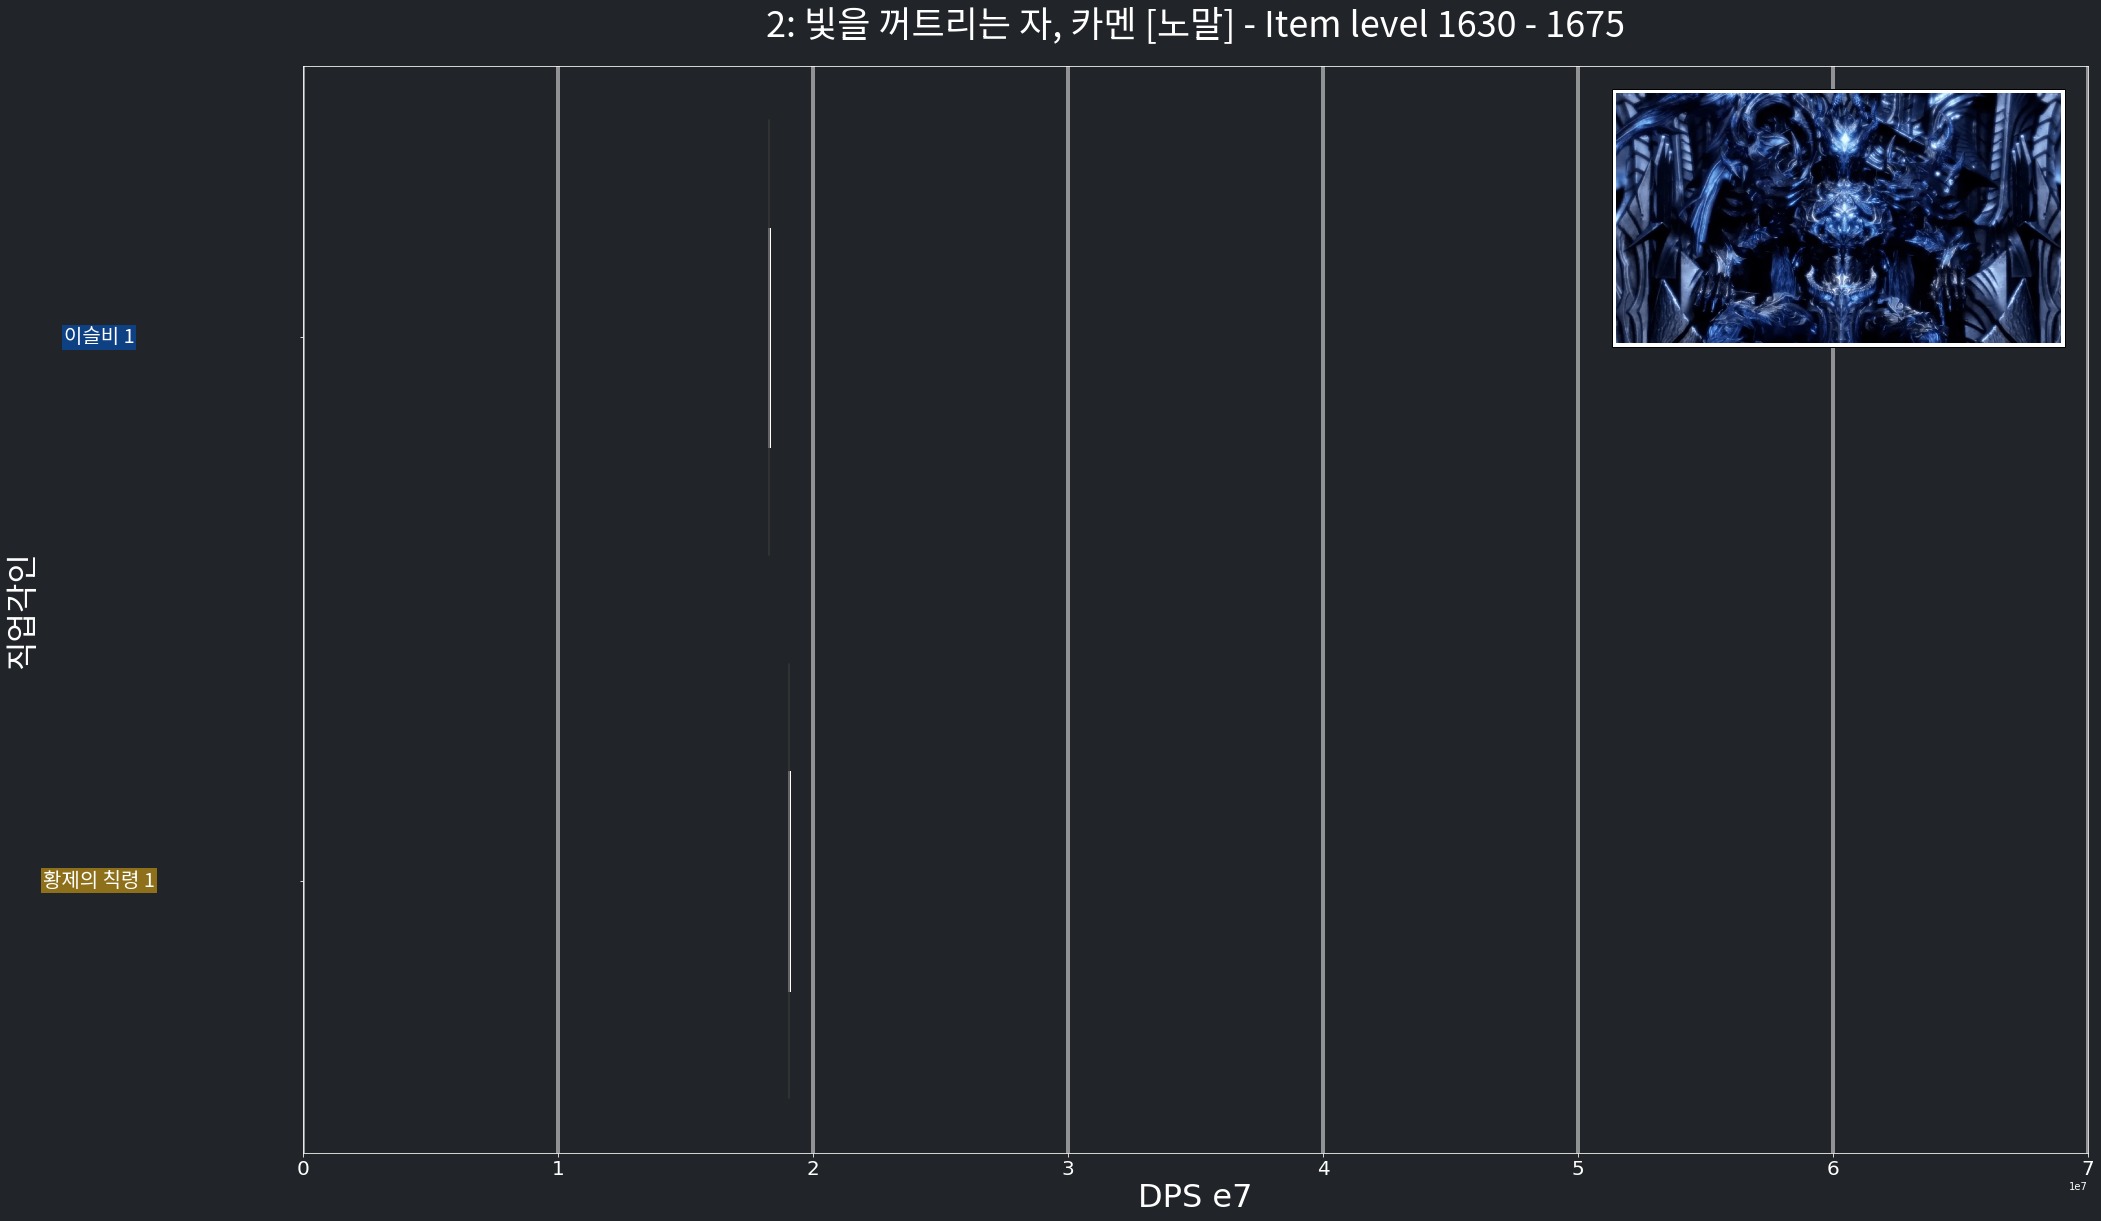 2: 빛을 꺼트리는 자, 카멘 [노말] - Item level 1630 - 1675
직업각인
이슬비 1
황제의 칙령 1
0 1 2 3 4 5 6 7
1e7
DPS e7